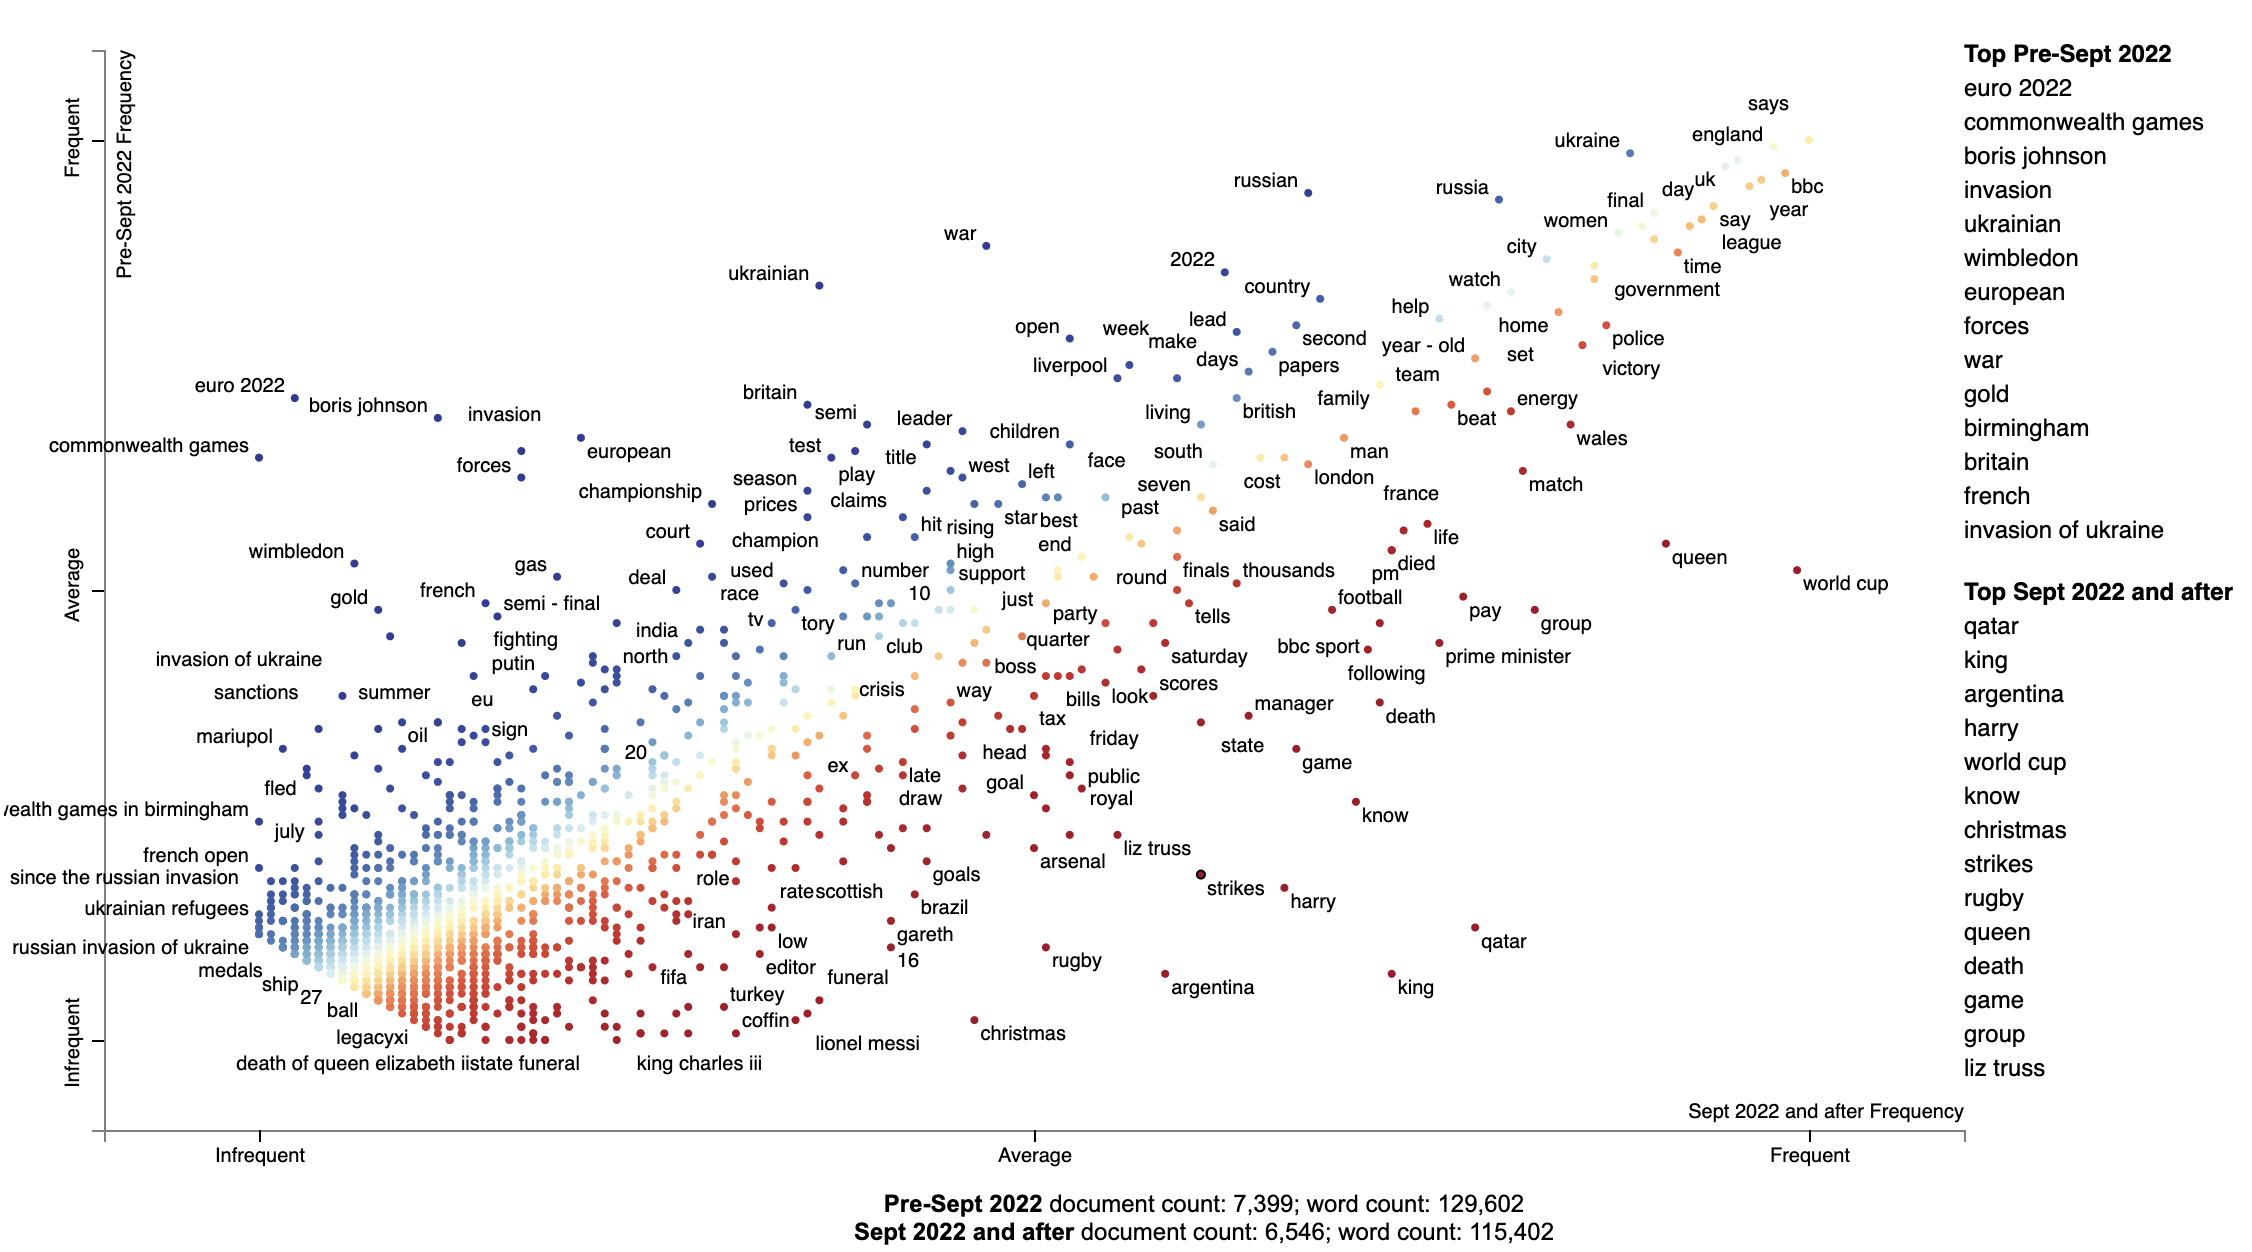 Frequent
Average
Infrequent
Pre-Sept 2022 Frequency
says
england
ukraine
uk
bbc
day
russia
russian
final
year
women
say
league
war
city
time
2022
ukrainian
watch
country
government
help
home
lead
open
week
make
second
police
year - old
set
days
liverpool
papers
victory
team
euro 2022
britain
family
energy
boris johnson
invasion
semi
leader
living
british
beat
children
wales
commonwealth games
european
test
title
south
man
forces
play
west
left
face
season
seven
cost
london
match
championship
prices
claims
france
past
star
best
hit
rising
said
court
champion
life
end
wimbledon
high
queen
gas
deal
used
number
support
round
finals
thousands
pm
died
world cup
race
10
french
gold
semi - final
just
football
party
tells
pay
group
tv
tory
india
fighting
run
club
quarter
bbc sport
saturday
prime minister
invasion of ukraine
putin
north
boss
following
sanctions
summer
crisis
way
bills
look
scores
eu
manager
death
tax
mariupol
oil
sign
friday
state
20
head
game
ex
late
public
fled
goal
draw
royal
wealth games in birmingham
know
july
liz truss
french open
arsenal
since the russian invasion
role
goals
rate
scottish
strikes
harry
ukrainian refugees
iran
brazil
gareth
low
qatar
russian invasion of ukraine
16
rugby
medals
fifa
editor
funeral
ship
argentina
king
27
turkey
ball
coffin
legacy
xi
lionel messi
christmas
death of queen elizabeth ii
state funeral
king charles iii
Sept 2022 and after Frequency
Infrequent
Average
Frequent
Top Pre-Sept 2022
euro 2022
commonwealth games
boris johnson
invasion
ukrainian
wimbledon
european
forces
war
gold
birmingham
britain
french
invasion of ukraine
Top Sept 2022 and after
qatar
king
argentina
harry
world cup
know
christmas
strikes
rugby
queen
death
game
group
liz truss
Pre-Sept 2022 document count: 7,399; word count: 129,602
Sept 2022 and after document count: 6,546; word count: 115,402